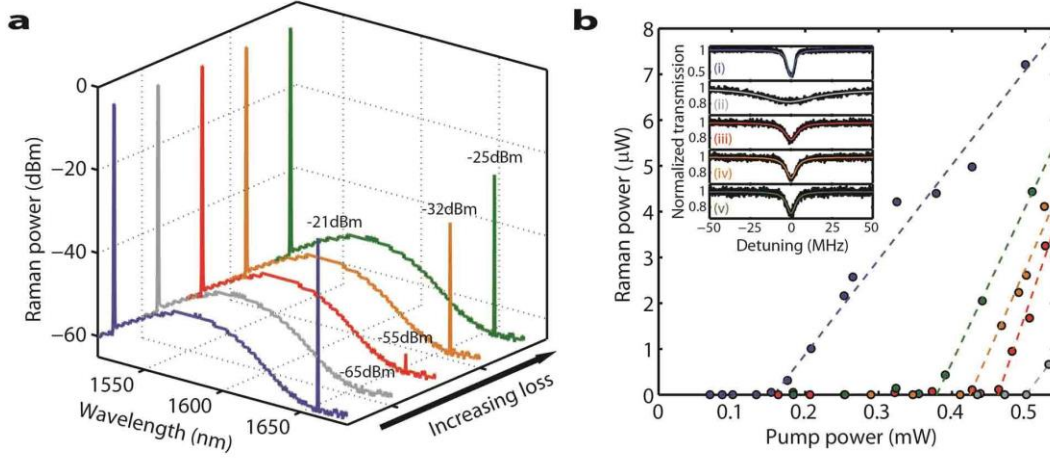 a
0
−20
−40
−60
Raman power (dBm)
1550
1600
1650
Wavelength (nm)
Increasing loss
-21dBm
-65dBm
-55dBm
-32dBm
-25dBm
b
8
7
6
5
4
3
2
1
0
Raman power (μW)
0 0.1 0.2 0.3 0.4 0.5
Pump power (mW)
Normalized transmission
1
0.5
(i)
1
0.8
(ii)
1
0.8
(iii)
1
0.8
(iv)
1
0.8
(v)
−50 0 50
Detuning (MHz)